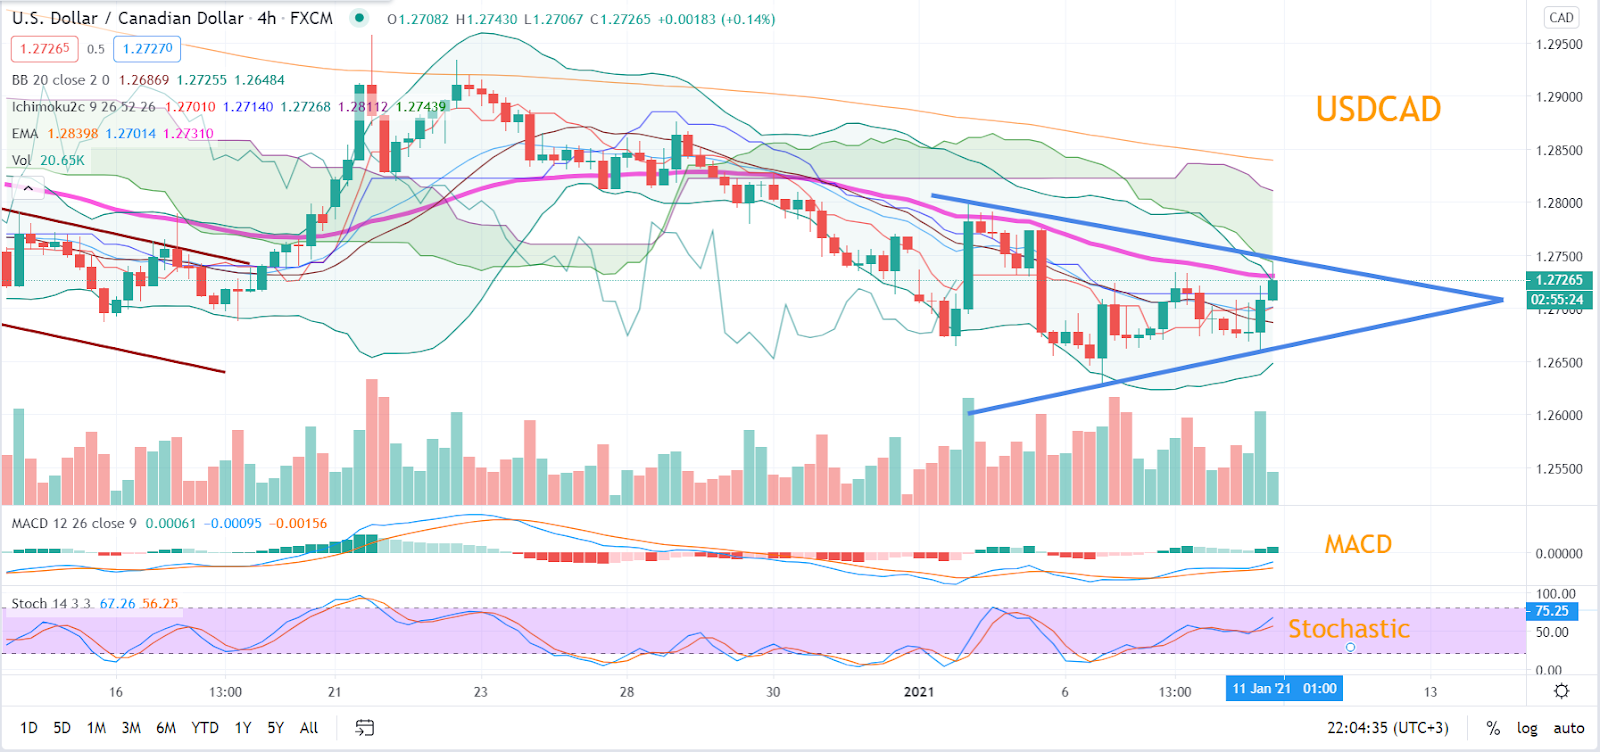 U.S. Dollar / Canadian Dollar · 4h · FXCM O1.27082 H1.27430 L1.27067 C1.27265 +0.00183 (+0.14%)
CAD
1.27265 0.5 1.27270
1.29500
BB 20 close 2 0 1.26869 1.27255 1.26484
1.29000
Ichimoku2c 9 26 52 26 1.27010 1.27140 1.27268 1.28112 1.27439
USDCAD
EMA 1.28398 1.27014 1.27310
1.28500
Vol 20.65K
1.28000
1.27500
1.27265
02:55:24
1.27000
1.26500
1.26000
1.25500
MACD 12 26 close 9 0.00061 −0.00095 −0.00156
MACD
0.00000
100.00
Stoch 14 3 3 67.26 56.25
75.25
Stochastic
50.00
0.00
16 13:00 21 23 28 30 2021 6 13:00 11 Jan '21 01:00 13
1D 5D 1M 3M 6M YTD 1Y 5Y All
22:04:35 (UTC+3) % log auto